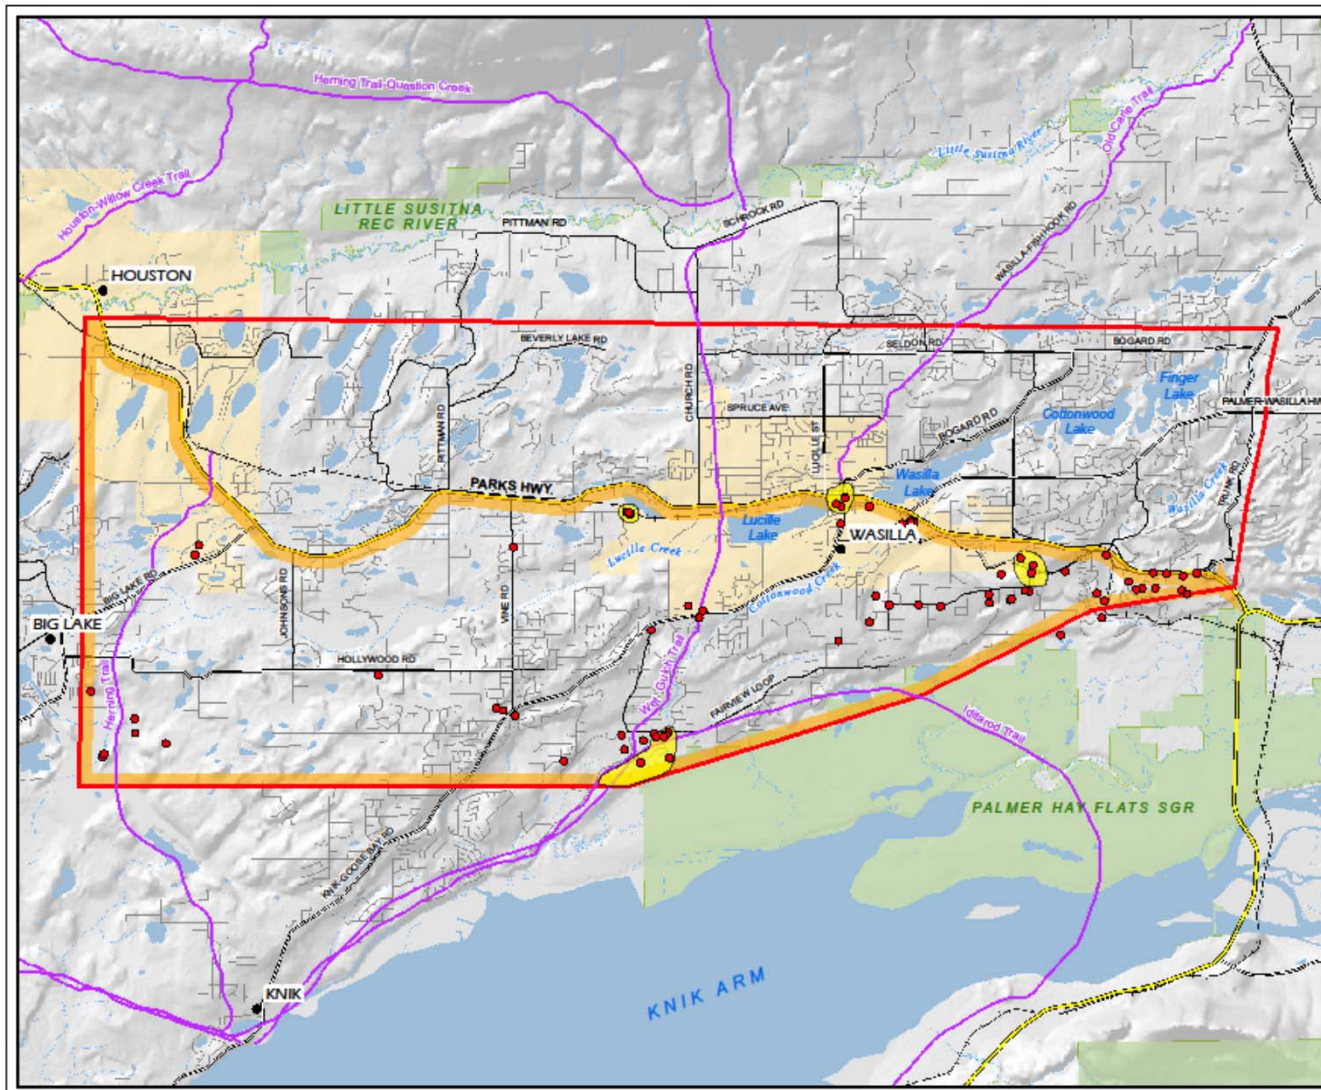 Herning Trail-Question Creek
Old Carle Trail
Little Susitna River
Houston-Willow Creek Trail
LITTLE SUSITNA
REC RIVER
PITTMAN RD
SCHROCK RD
WASILLA-FISHHOOK RD
HOUSTON
BEVERLY LAKE RD
SELDON RD
BOGARD RD
CHURCH RD
Finger
Lake
PALMER-WASILLA HW
SPRUCE AVE
PITTMAN RD
LUCILLE ST
BOGARD RD
Cottonwood
Lake
PARKS HWY.
Wasilla
Lake
TRUNK RD
Wasilla Creek
Lucille
Lake
WASILLA
Lucille Creek
Cottonwood Creek
BIG LAKE RD
JOHNSONS RD
VINE RD
BIG LAKE
HOLLYWOOD RD
Herning Trail
Wet Gulch Trail
FAIRVIEW LOOP
Iditarod Trail
PALMER HAY FLATS SGR
KNIK-GOOSE BAY RD
KNIK
KNIK ARM